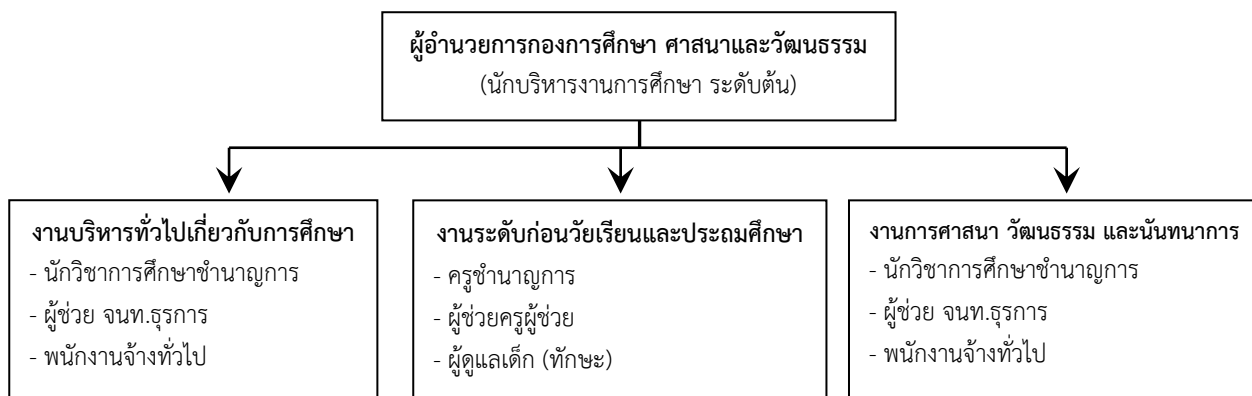 ผู้อำนวยการกองการศึกษา ศาสนาและวัฒนธรรม
(นักบริหารงานการศึกษา ระดับต้น)
งานบริหารทั่วไปเกี่ยวกับการศึกษา
- นักวิชาการศึกษาชำนาญการ
- ผู้ช่วย จนท.ธุรการ
- พนักงานจ้างทั่วไป
งานระดับก่อนวัยเรียนและประถมศึกษา
- ครูชำนาญการ
- ผู้ช่วยครูผู้ช่วย
- ผู้ดูแลเด็ก (ทักษะ)
งานการศาสนา วัฒนธรรม และนันทนาการ
- นักวิชาการศึกษาชำนาญการ
- ผู้ช่วย จนท.ธุรการ
- พนักงานจ้างทั่วไป